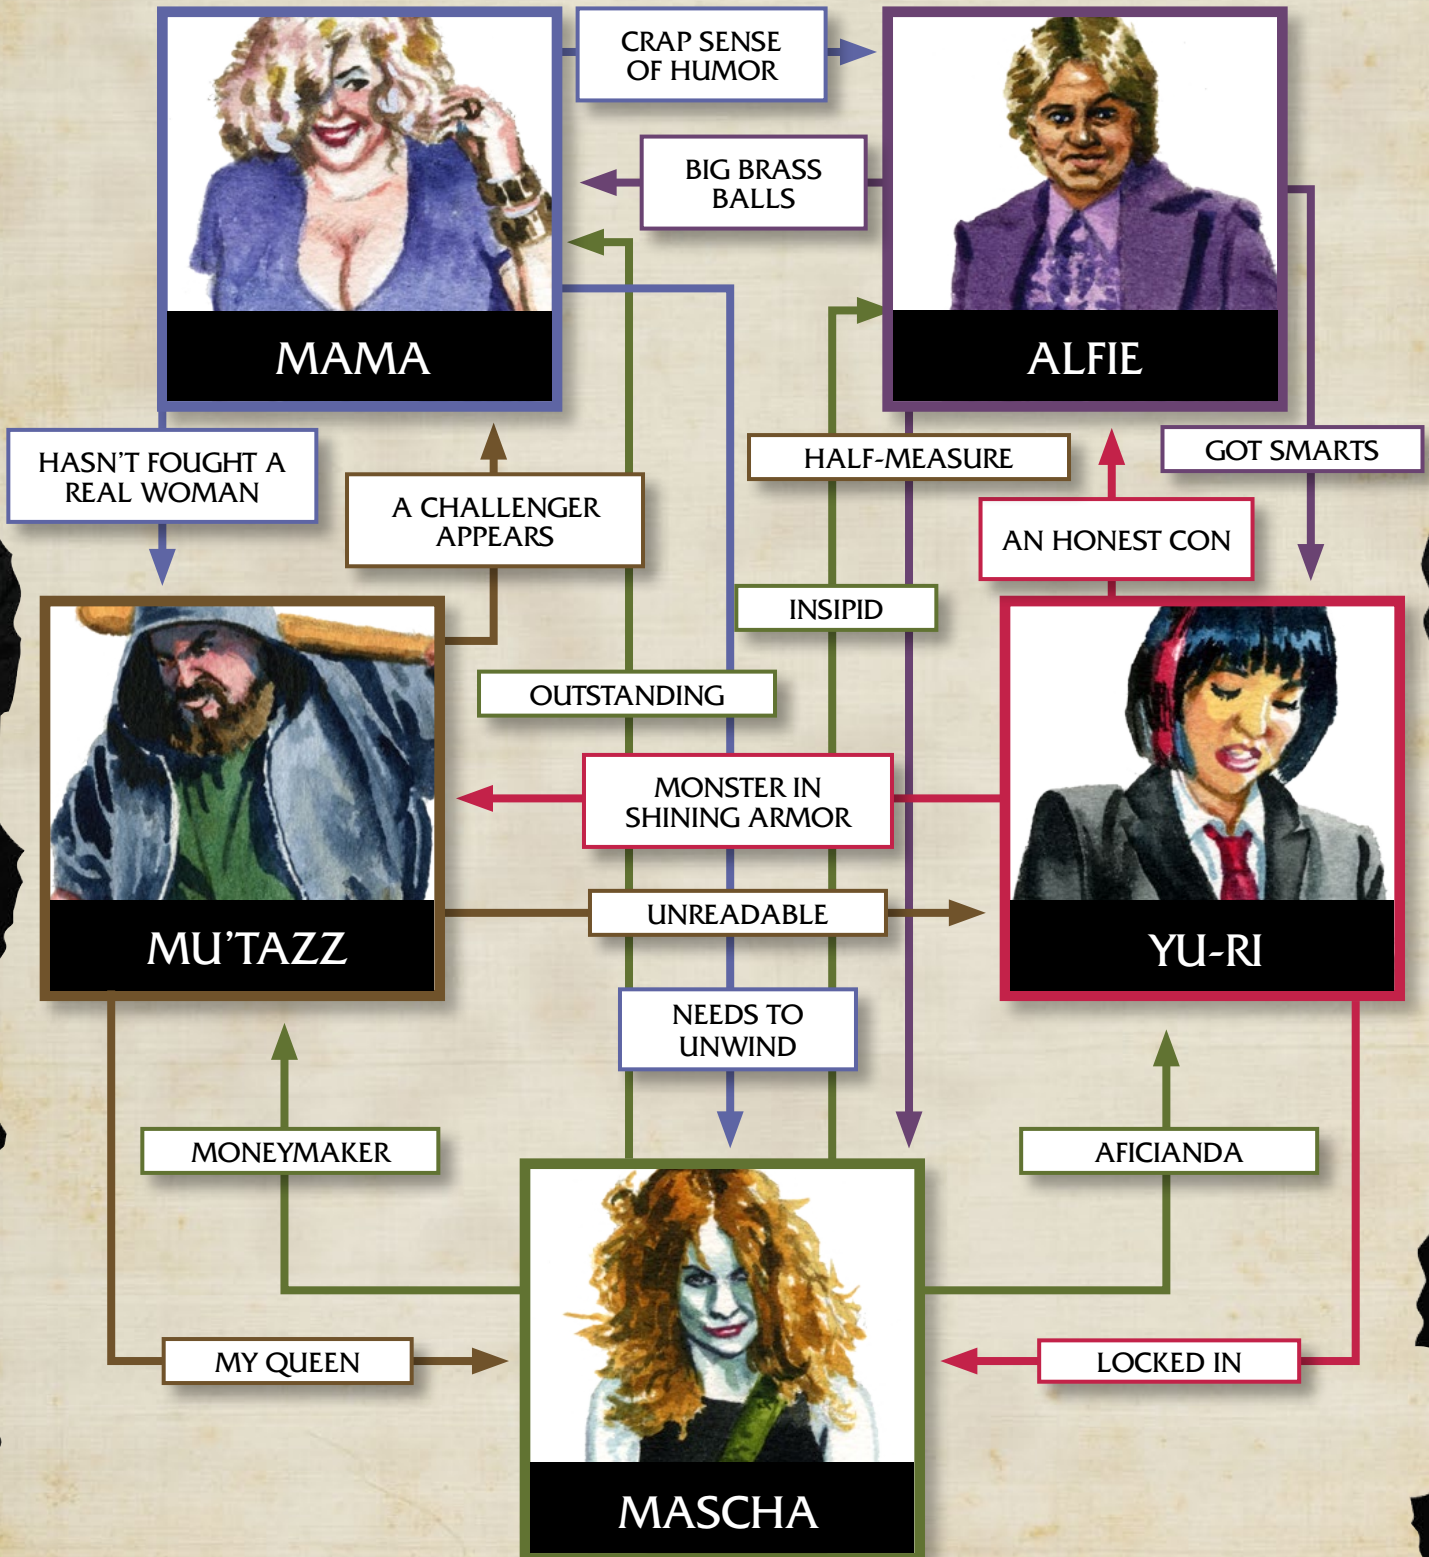 CRAP SENSE
OF HUMOR
BIG BRASS
BALLS
MAMA
ALFIE
HASN'T FOUGHT A
REAL WOMAN
A CHALLENGER
APPEARS
HALF-MEASURE
GOT SMARTS
AN HONEST CON
INSIPID
OUTSTANDING
MONSTER IN
SHINING ARMOR
UNREADABLE
MU'TAZZ
YU-RI
NEEDS TO
UNWIND
MONEYMAKER
AFICIANDA
MY QUEEN
LOCKED IN
MASCHA